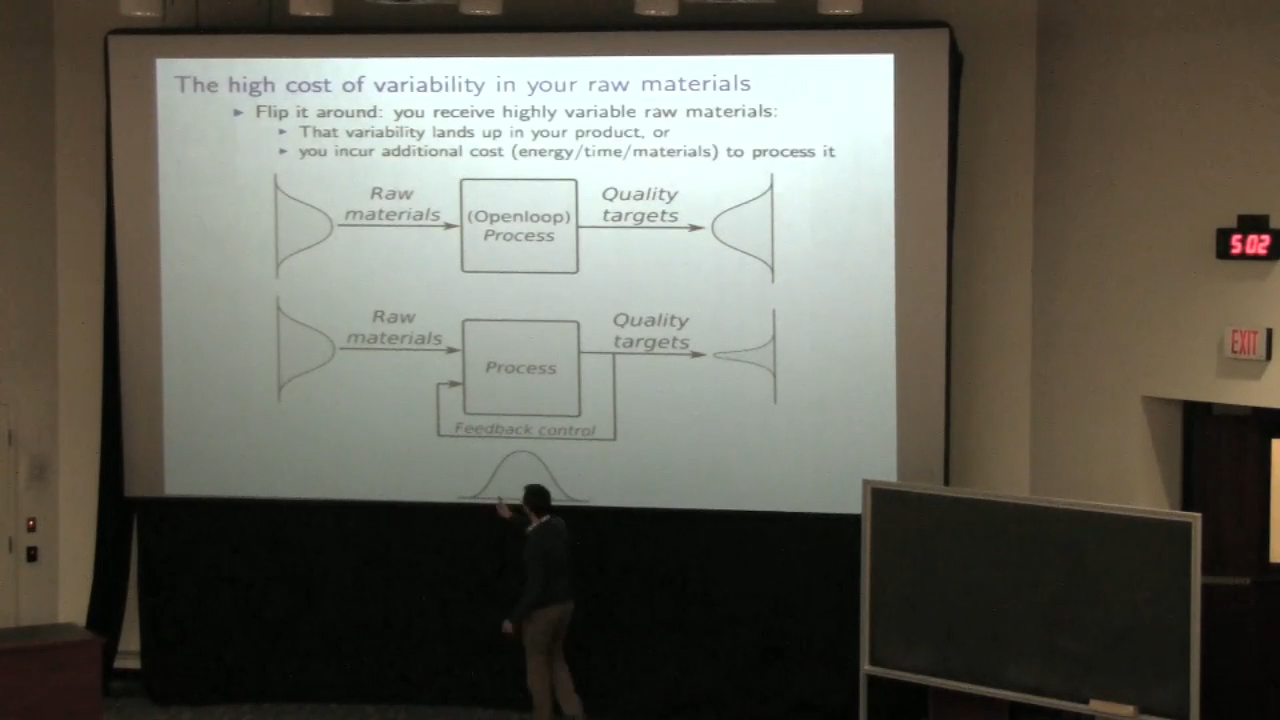 The high cost of variability in your raw materials
▶ Flip it around: you receive highly variable raw materials:
▶ That variability lands up in your product, or
▶ you incur additional cost (energy/time/materials) to process it
Raw
materials
(Openloop)
Process
Quality
targets
Raw
materials
Process
Quality
targets
Feedback control
5 02
EXIT